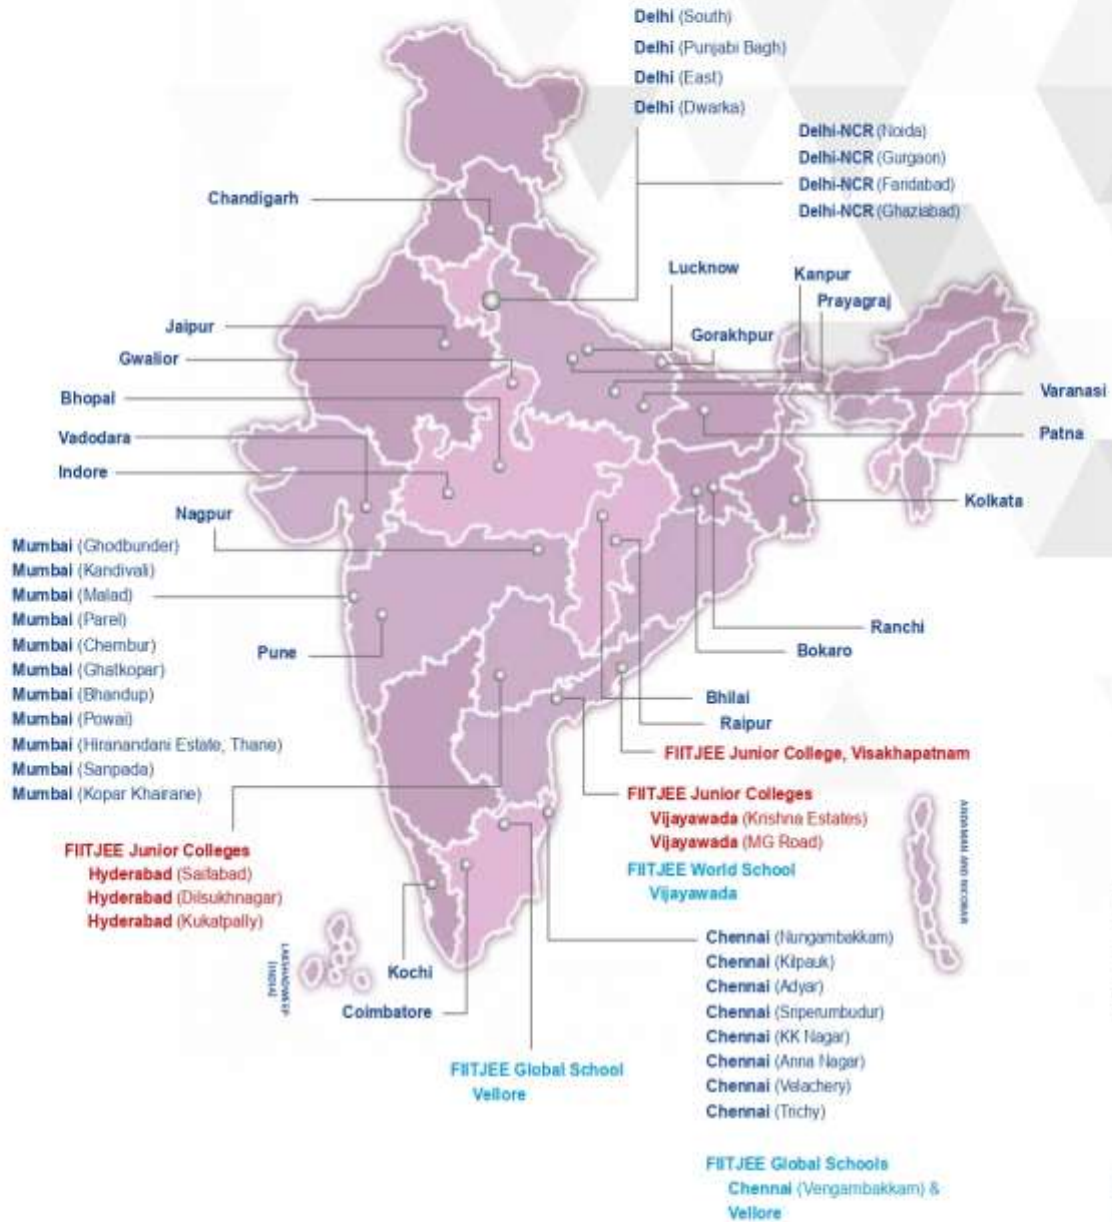 Delhi (South)
Delhi (Punjabi Bagh)
Delhi (East)
Delhi (Dwarka)
Delhi-NCR (Noida)
Delhi-NCR (Gurgaon)
Delhi-NCR (Faridabad)
Delhi-NCR (Ghaziabad)
Chandigarh
Lucknow
Kanpur
Prayagraj
Jaipur
Gorakhpur
Gwalior
Bhopal
Varanasi
Vadodara
Patna
Indore
Kolkata
Nagpur
Mumbai (Ghodbunder)
Mumbai (Kandivali)
Mumbai (Malad)
Mumbai (Parel)
Mumbai (Chembur)
Mumbai (Ghatkopar)
Mumbai (Bhandup)
Mumbai (Powai)
Mumbai (Hiranandani Estate, Thane)
Mumbai (Sanpada)
Mumbai (Kopar Khairane)
Pune
Ranchi
Bokaro
Bhilai
Raipur
FIITJEE Junior College, Visakhapatnam
FIITJEE Junior Colleges
Vijayawada (Krishna Estates)
Vijayawada (MG Road)
FIITJEE World School
Vijayawada
FIITJEE Junior Colleges
Hyderabad (Saifabad)
Hyderabad (Dilsukhnagar)
Hyderabad (Kukatpally)
ANDAMAN AND NICOBAR
LAKSHADWEEP
(INDIA)
Kochi
Coimbatore
Chennai (Nungambakkam)
Chennai (Kilpauk)
Chennai (Adyar)
Chennai (Sriperumbudur)
Chennai (KK Nagar)
Chennai (Anna Nagar)
Chennai (Velachery)
Chennai (Trichy)
FIITJEE Global School
Vellore
FIITJEE Global Schools
Chennai (Vengambakkam) &
Vellore